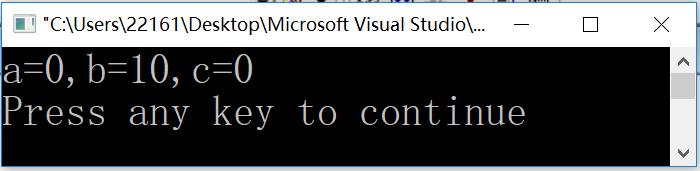 "C:\Users\22161\Desktop\Microsoft Visual Studio\...
a=0,b=10,c=0
Press any key to continue